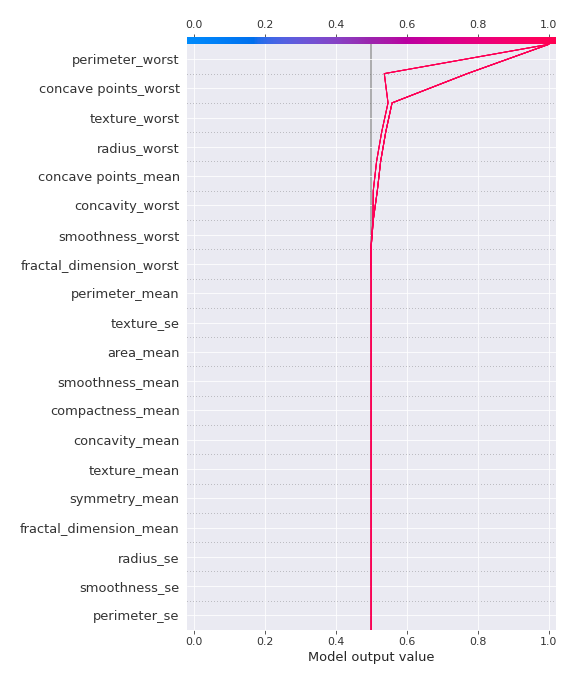 0.0 0.2 0.4 0.6 0.8 1.0
perimeter_worst
concave points_worst
texture_worst
radius_worst
concave points_mean
concavity_worst
smoothness_worst
fractal_dimension_worst
perimeter_mean
texture_se
area_mean
smoothness_mean
compactness_mean
concavity_mean
texture_mean
symmetry_mean
fractal_dimension_mean
radius_se
smoothness_se
perimeter_se
0.0 0.2 0.4 0.6 0.8 1.0
Model output value